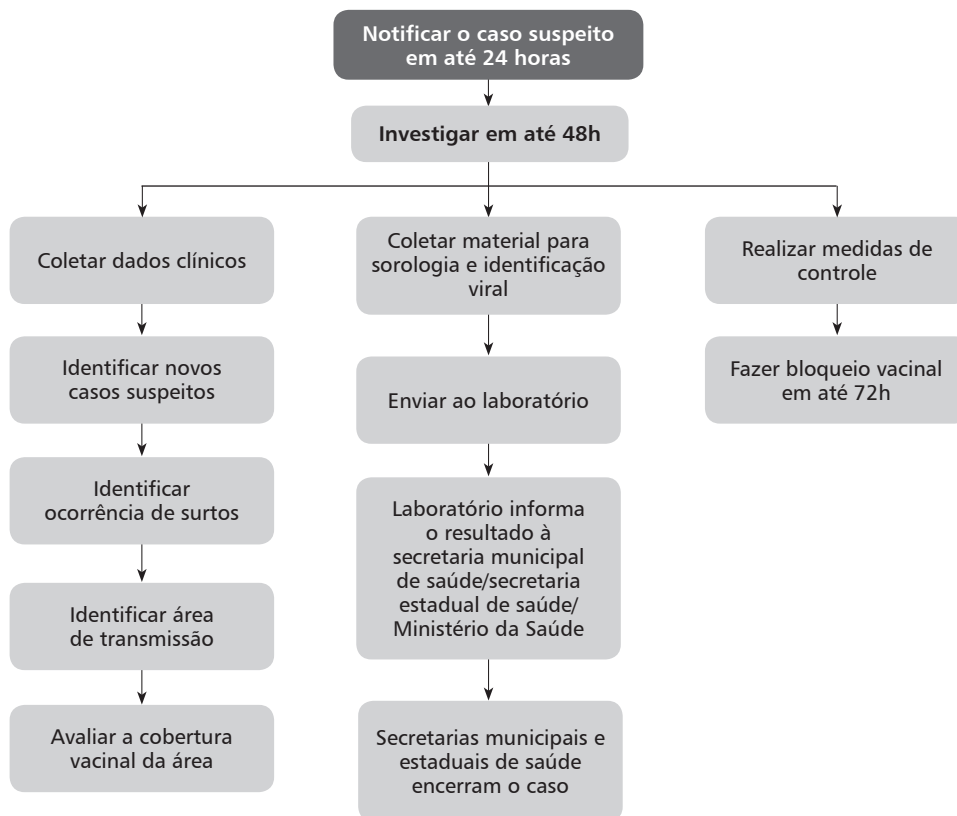 Notificar o caso suspeito
em até 24 horas
Investigar em até 48h
Coletar dados clínicos
Identificar novos
casos suspeitos
Identificar
ocorrência de surtos
Identificar área
de transmissão
Avaliar a cobertura
vacinal da área
Coletar material para
sorologia e identificação
viral
Enviar ao laboratório
Laboratório informa
o resultado à
secretaria municipal
de saúde/secretaria
estadual de saúde/
Ministério da Saúde
Secretarias municipais e
estaduais de saúde
encerram o caso
Realizar medidas de
controle
Fazer bloqueio vacinal
em até 72h